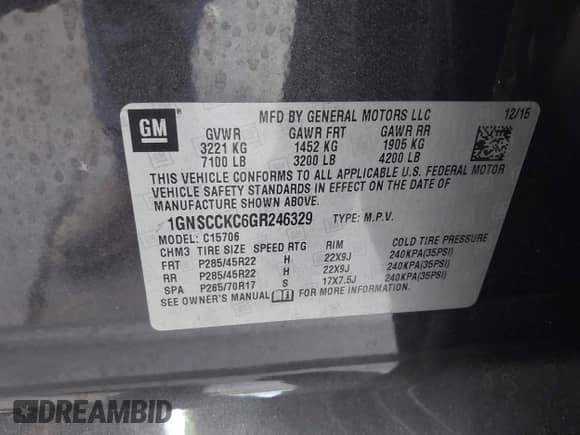 GM
MFD BY GENERAL MOTORS LLC 12/15
GVWR GAWR FRT GAWR RR
3221 KG 1452 KG 1905 KG
7100 LB 3200 LB 4200 LB
THIS VEHICLE CONFORMS TO ALL APPLICABLE U.S. FEDERAL MOTOR
VEHICLE SAFETY STANDARDS IN EFFECT ON THE DATE OF
MANUFACTURE SHOWN ABOVE.
1GNSCCKC6GR246329 TYPE: M.P.V.
MODEL: C15706
CHM3 TIRE SIZE SPEED RTG RIM COLD TIRE PRESSURE
FRT P285/45R22 H 22X9J 240KPA(35PSI)
RR P285/45R22 H 22X9J 240KPA(35PSI)
SPA P265/70R17 S 17X7.5J 240KPA(35PSI)
SEE OWNER'S MANUAL FOR MORE INFORMATION.
DREAMBID